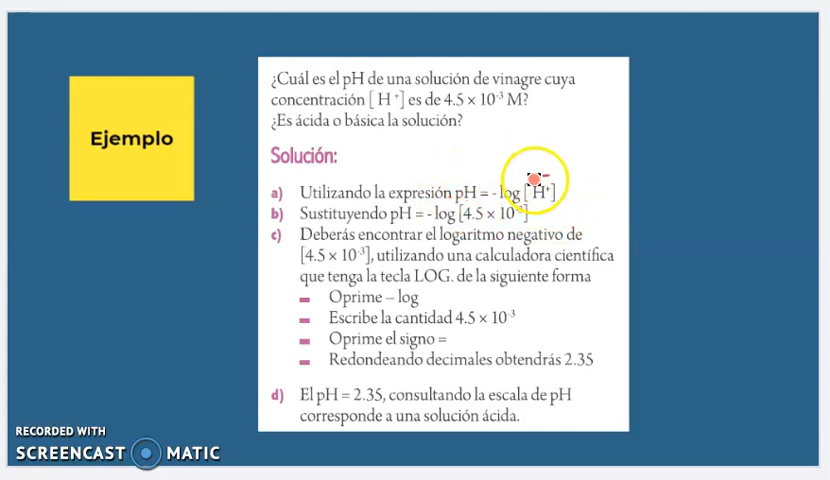 Ejemplo
¿Cuál es el pH de una solución de vinagre cuya
concentración [ H⁺] es de 4.5 × 10⁻³ M?
¿Es ácida o básica la solución?
Solución:
a) Utilizando la expresión pH = - log [ H⁺]
b) Sustituyendo pH = - log [4.5 × 10⁻³]
c) Deberás encontrar el logaritmo negativo de
[4.5 × 10⁻³], utilizando una calculadora científica
que tenga la tecla LOG. de la siguiente forma
Oprime – log
Escribe la cantidad 4.5 × 10⁻³
Oprime el signo =
Redondeando decimales obtendrás 2.35
d) El pH = 2.35, consultando la escala de pH
corresponde a una solución ácida.
RECORDED WITH
SCREENCAST MATIC